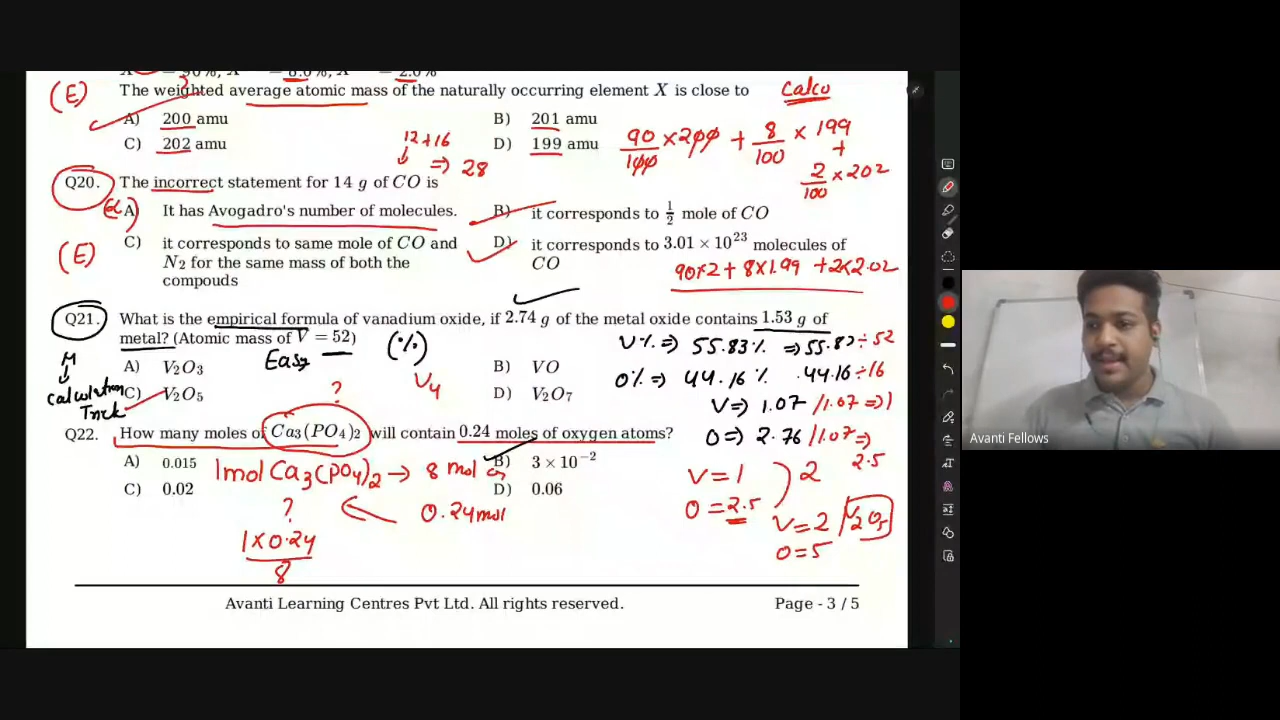 The weighted average atomic mass of the naturally occurring element X is close to
(E)
Calcu
A) 200 amu B) 201 amu
C) 202 amu D) 199 amu
12+16
⇒ 28
90/100 × 200 + 8/100 × 199
+
2/100 × 202
Q20. The incorrect statement for 14 g of CO is
A) It has Avogadro's number of molecules. B) it corresponds to 1/2 mole of CO
C) it corresponds to same mole of CO and D) it corresponds to 3.01 × 10^23 molecules of
N2 for the same mass of both the CO
compouds
(E)
90×2 + 8×1.99 + 2×2.02
Q21. What is the empirical formula of vanadium oxide, if 2.74 g of the metal oxide contains 1.53 g of
metal? (Atomic mass of V = 52)
Easy
(%)
M
calculation
Trick
A) V2O3 B) VO
C) V2O5 D) V2O7
V4
?
V% ⇒ 55.83% ⇒ 55.83 ÷ 52
O% ⇒ 44.16% 44.16 ÷ 16
V ⇒ 1.07 /1.07 ⇒ 1
O ⇒ 2.76 /1.07 ⇒
2.5
V = 1
O = 2.5
) 2
V = 2
O = 5
V2O5
Q22. How many moles of Ca3(PO4)2 will contain 0.24 moles of oxygen atoms?
A) 0.015 B) 3 × 10^-2
C) 0.02 D) 0.06
1mol Ca3(PO4)2 → 8 mol
? 0.24mol
1×0.24
8
Avanti Learning Centres Pvt Ltd. All rights reserved. Page - 3 / 5
Avanti Fellows